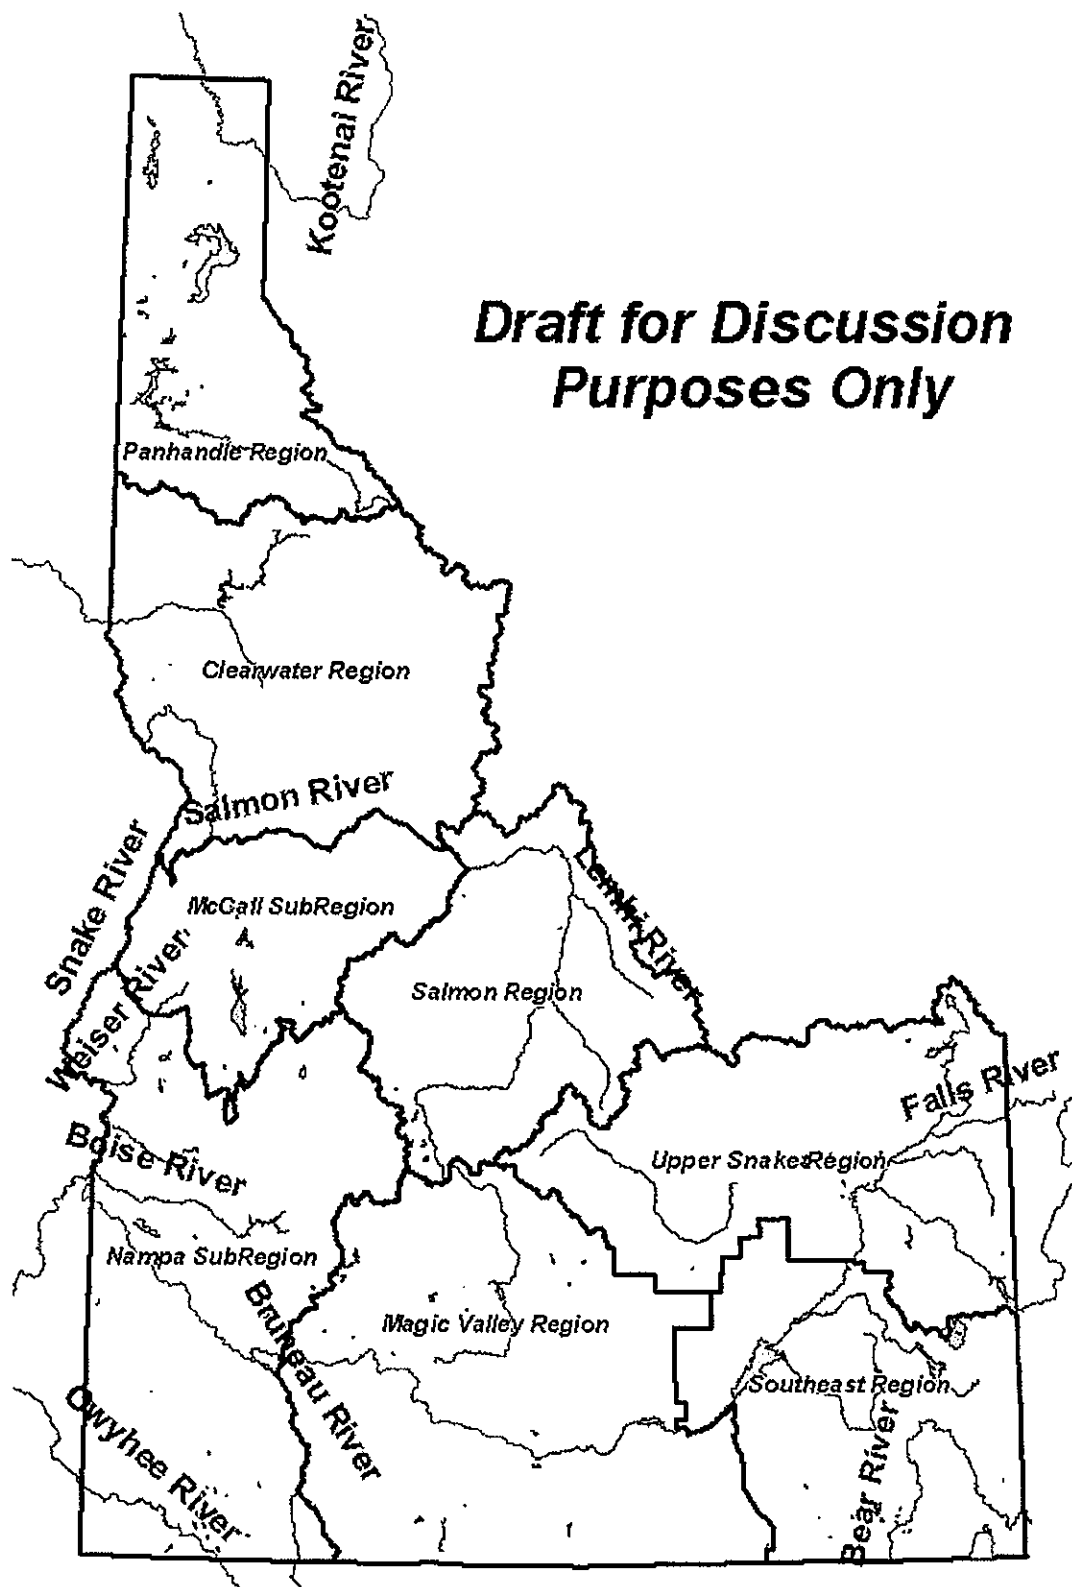 Kootenai River
Draft for Discussion
Purposes Only
Panhandle Region
Clearwater Region
Salmon River
Snake River
McCall SubRegion
Lemhi River
Weiser River
Salmon Region
Falls River
Boise River
Upper Snake Region
Nampa SubRegion
Bruneau River
Magic Valley Region
Southeast Region
Owyhee River
Bear River